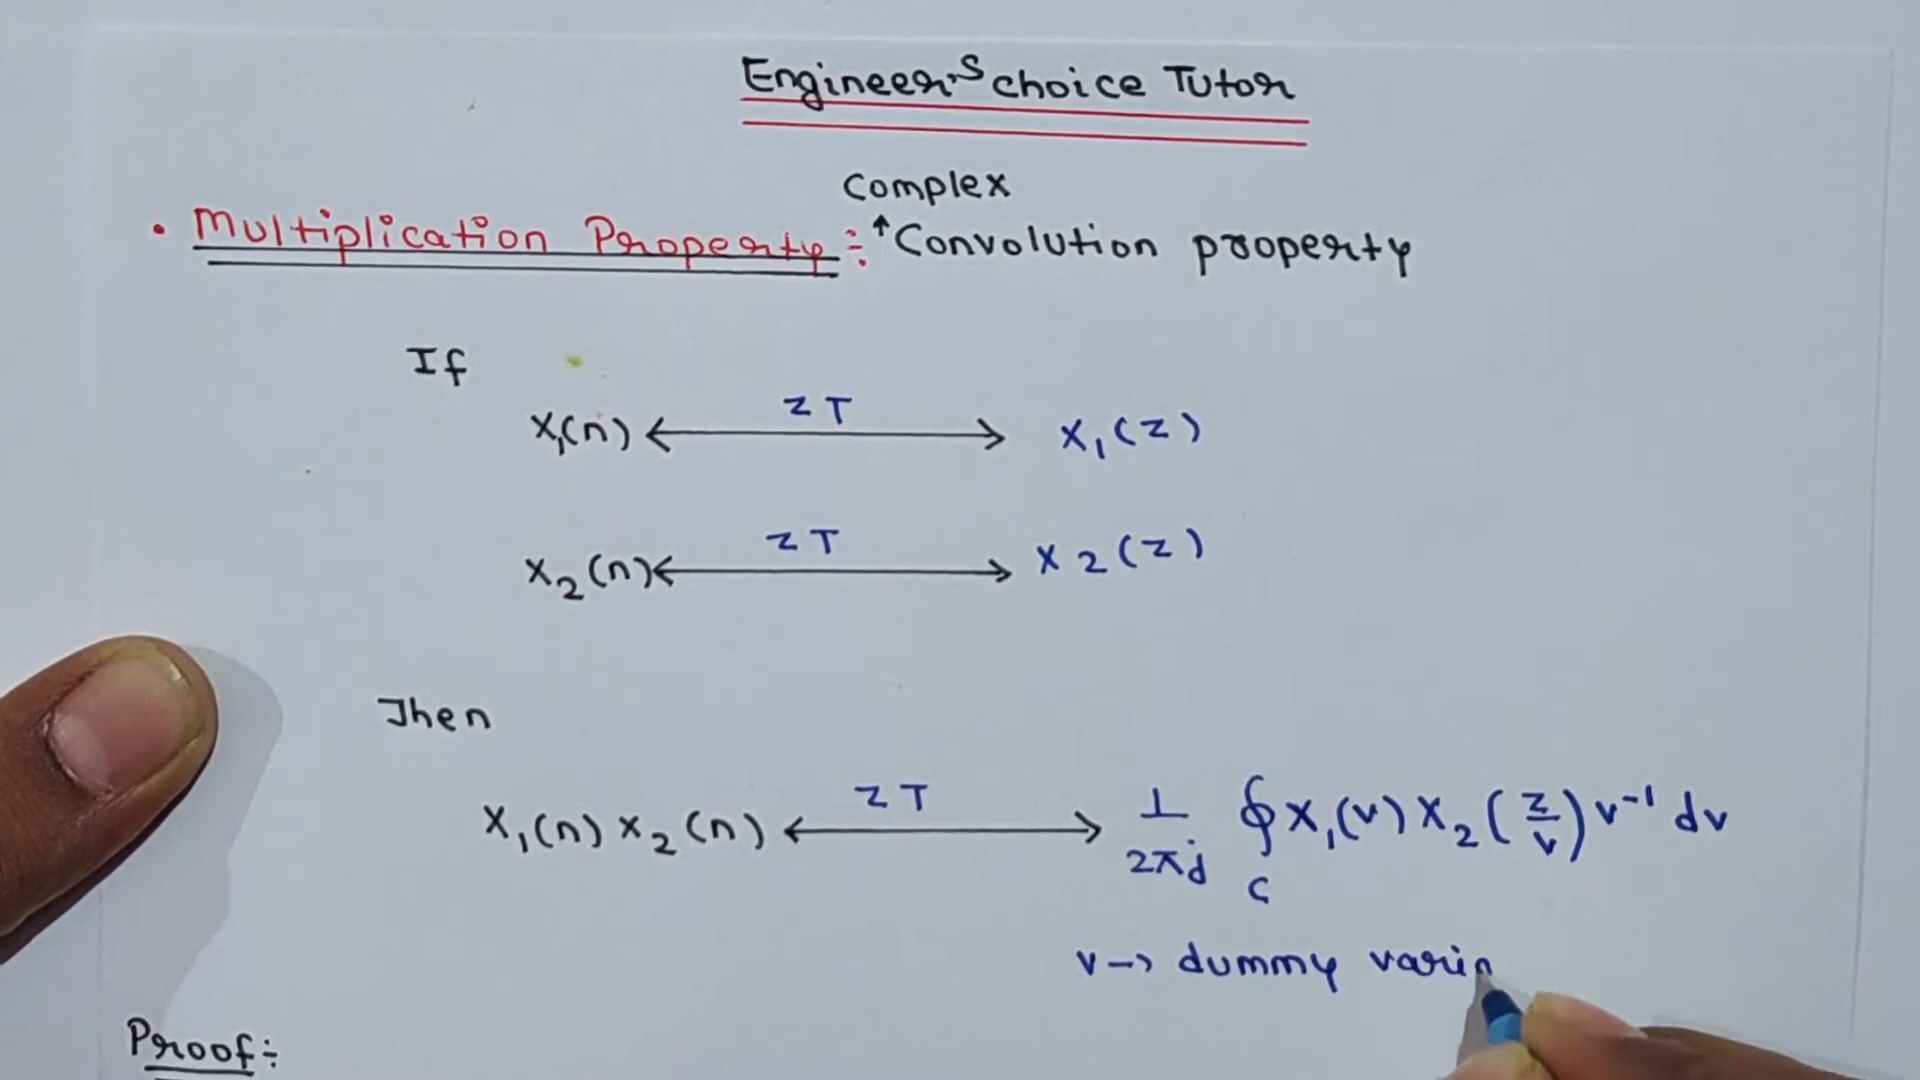 Engineer's choice Tutor
Complex
• Multiplication Property ÷ ↑Convolution property
If
x₁(n) ⟷ ZT X₁(z)
x₂(n) ⟷ ZT X₂(z)
Then
x₁(n) x₂(n) ⟷ ZT 1/2πj ∮c X₁(v) X₂(z/v) v⁻¹ dv
v → dummy varia
Proof ÷